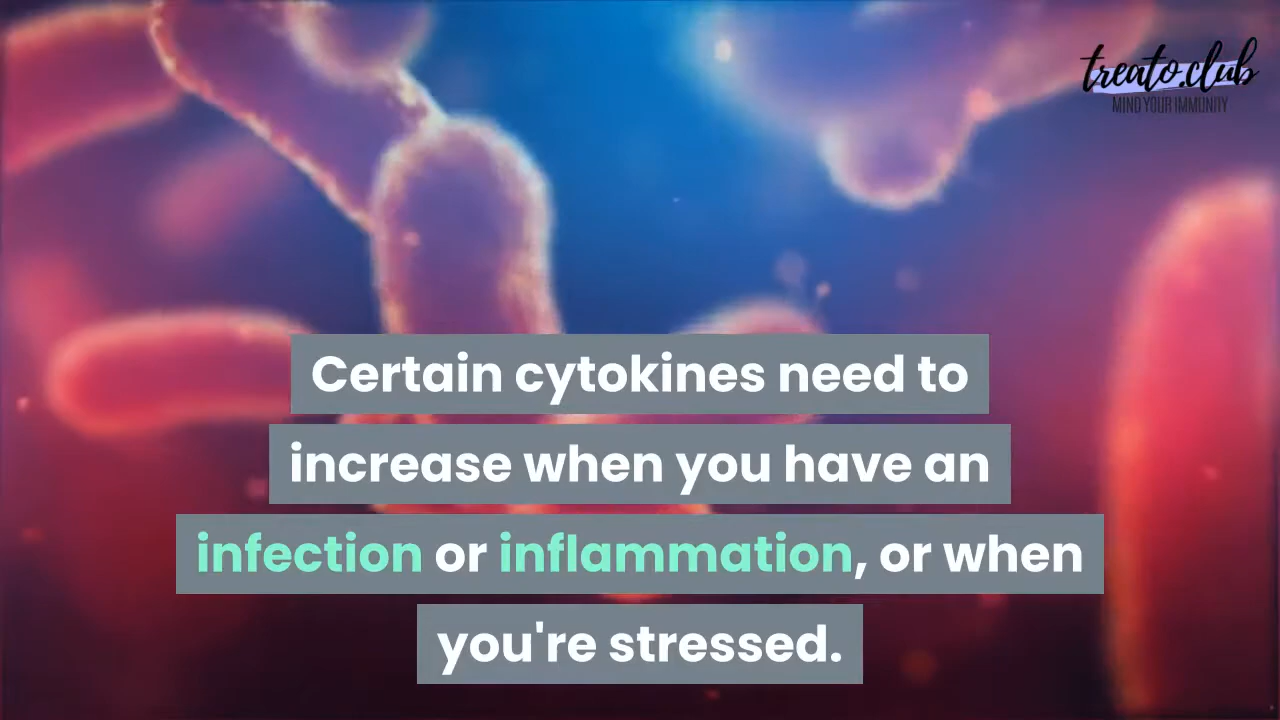 treato.club
MIND YOUR IMMUNITY
Certain cytokines need to
increase when you have an
infection or inflammation, or when
you're stressed.